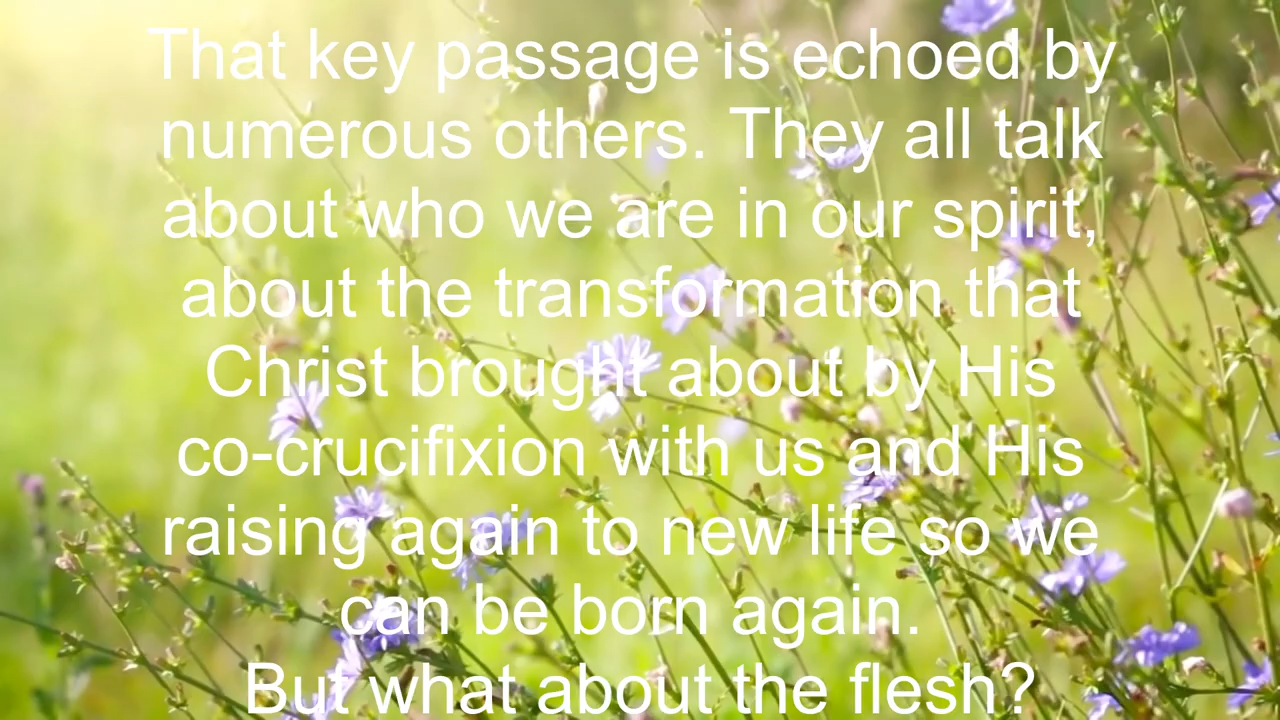 That key passage is echoed by
numerous others. They all talk
about who we are in our spirit,
about the transformation that
Christ brought about by His
co-crucifixion with us and His
raising again to new life so we
can be born again.
But what about the flesh?